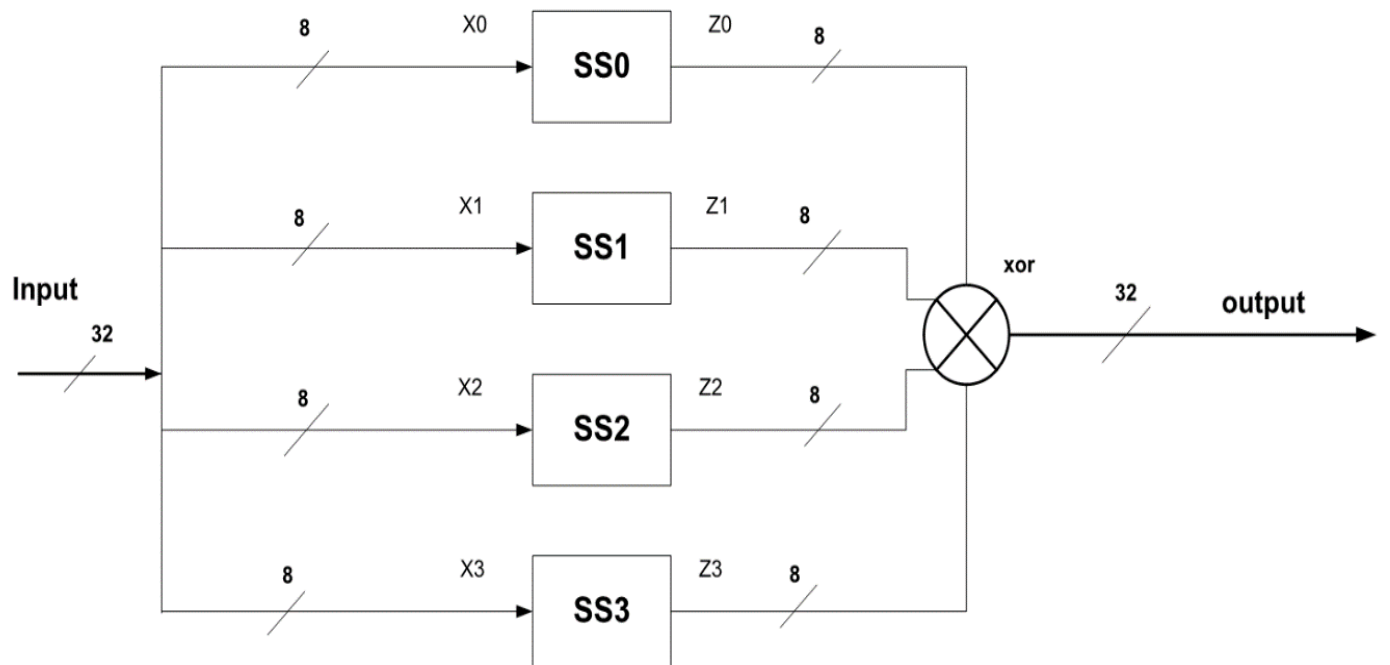 8 X0 SS0 Z0 8
8 X1 SS1 Z1 8
xor
Input
32
32 output
8 X2 SS2 Z2 8
8 X3 SS3 Z3 8